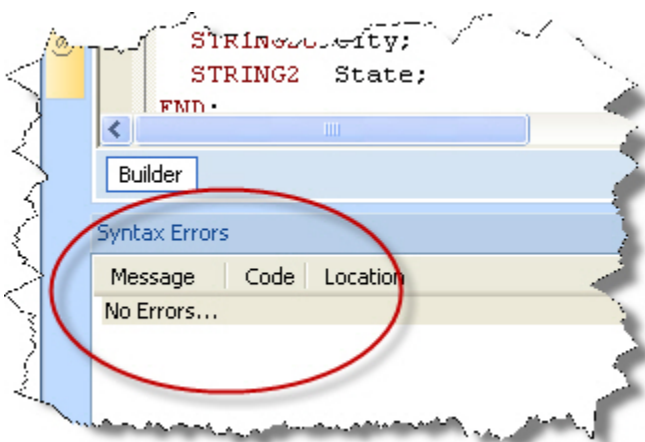 STRING2 State;
END;
Builder
Syntax Errors
Message Code Location
No Errors...